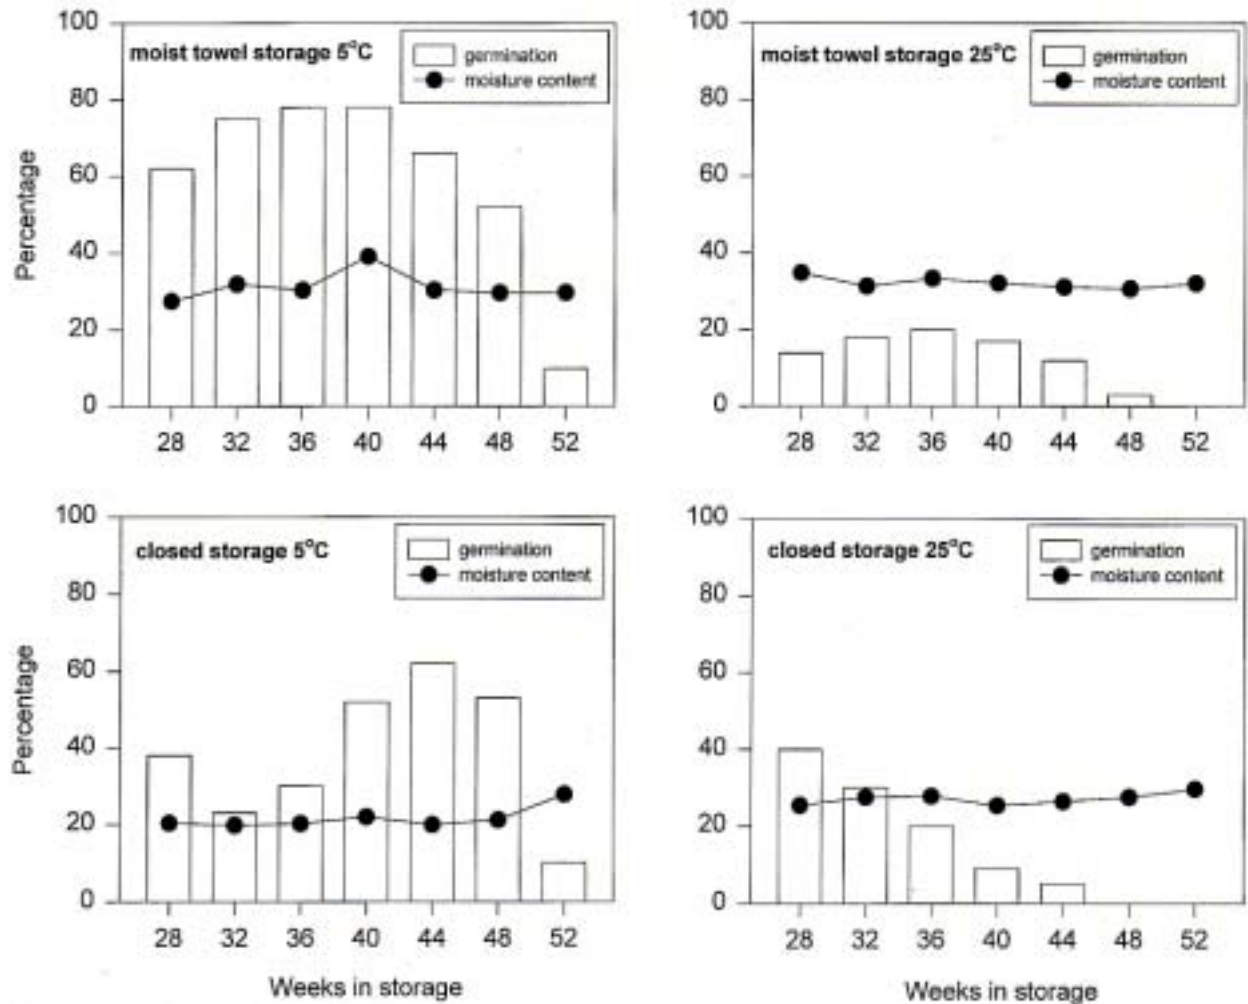 moist towel storage 5°C
germination
moisture content
Percentage
100
80
60
40
20
0
28 32 36 40 44 48 52
moist towel storage 25°C
germination
moisture content
100
80
60
40
20
0
28 32 36 40 44 48 52
closed storage 5°C
germination
moisture content
Percentage
100
80
60
40
20
0
28 32 36 40 44 48 52
Weeks in storage
closed storage 25°C
germination
moisture content
100
80
60
40
20
0
28 32 36 40 44 48 52
Weeks in storage